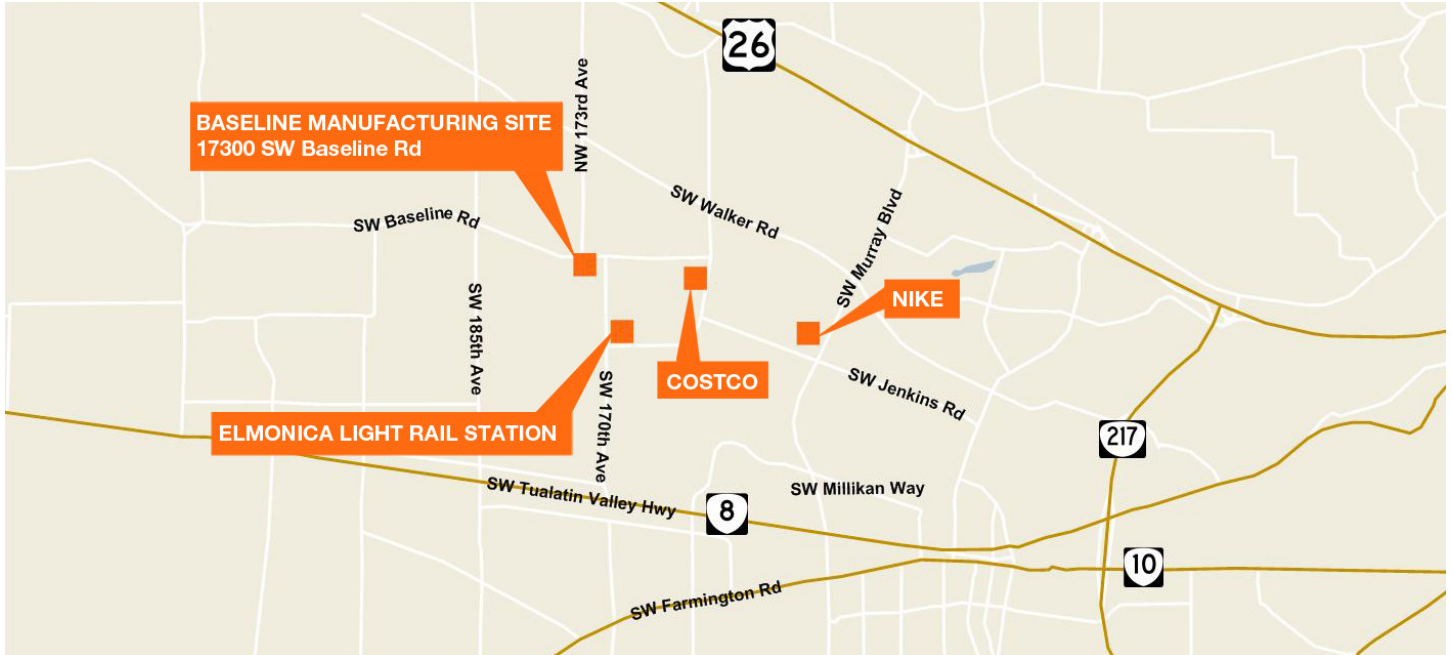 26
NW 173rd Ave
BASELINE MANUFACTURING SITE
17300 SW Baseline Rd
SW Baseline Rd
SW Walker Rd
SW Murray Blvd
SW 185th Ave
NIKE
COSTCO
SW Jenkins Rd
SW 170th Ave
ELMONICA LIGHT RAIL STATION
217
SW Tualatin Valley Hwy
8
SW Millikan Way
10
SW Farmington Rd